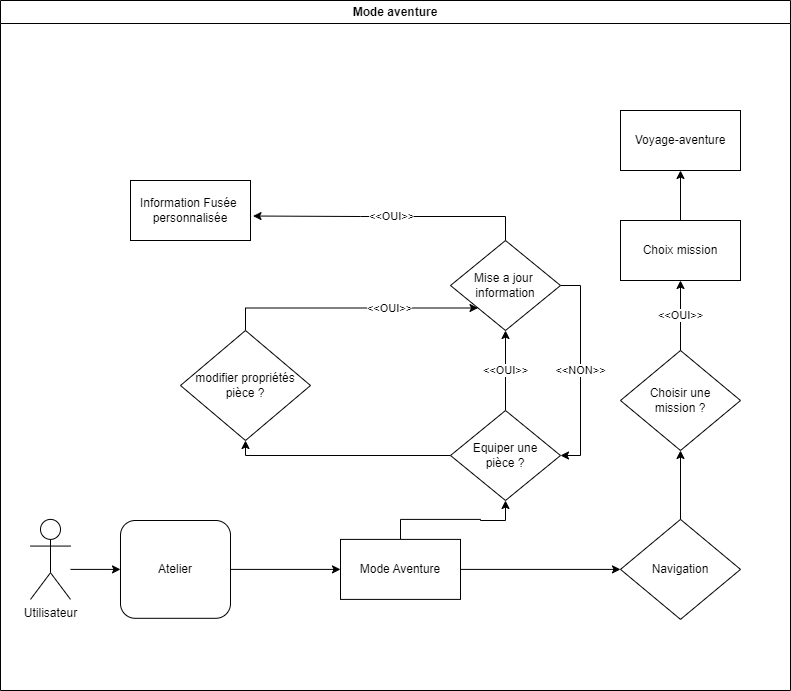 Mode aventure
Voyage-aventure
Information Fusée
personnalisée
<<OUI>>
Choix mission
Mise a jour
information
<<OUI>>
<<OUI>>
modifier propriétés
pièce ?
<<OUI>>
<<NON>>
Choisir une
mission ?
Equiper une
pièce ?
Atelier
Mode Aventure
Navigation
Utilisateur